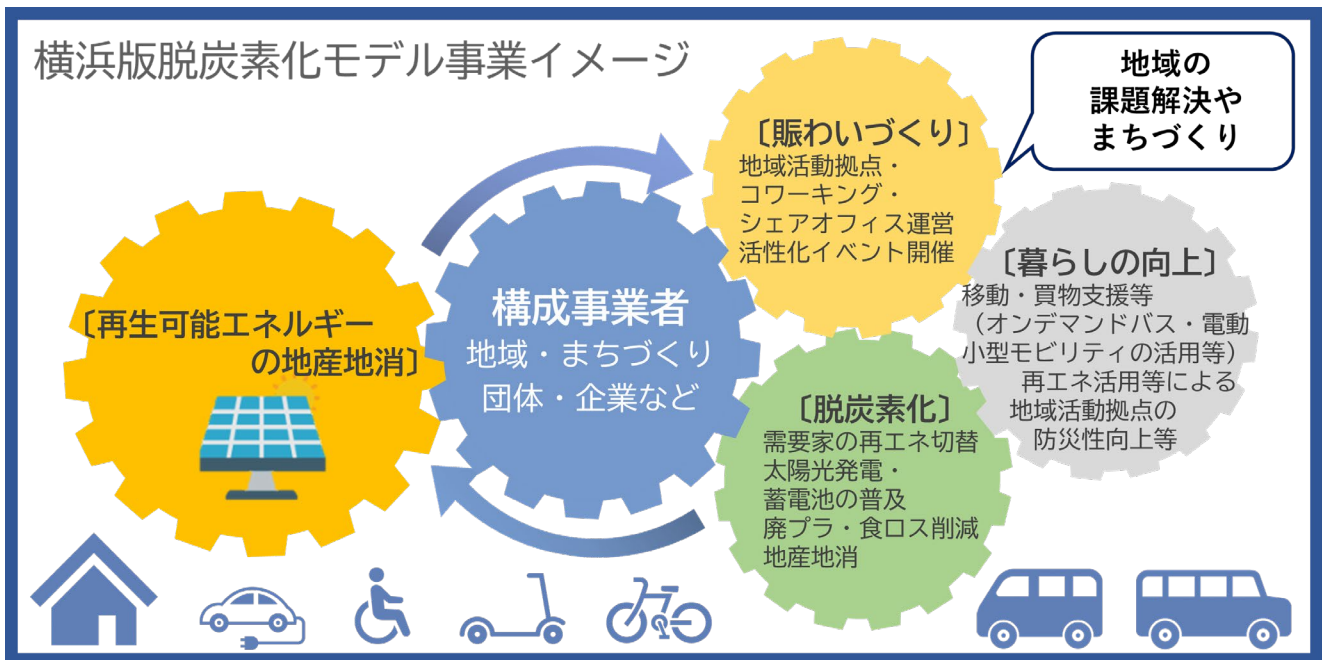 横浜版脱炭素化モデル事業イメージ
地域の
課題解決や
まちづくり
〔賑わいづくり〕
地域活動拠点・
コワーキング・
シェアオフィス運営
活性化イベント開催
〔暮らしの向上〕
移動・買物支援等
（オンデマンドバス・電動
小型モビリティの活用等）
再エネ活用等による
地域活動拠点の
防災性向上等
〔再生可能エネルギー
の地産地消〕
構成事業者
地域・まちづくり
団体・企業など
〔脱炭素化〕
需要家の再エネ切替
太陽光発電・
蓄電池の普及
廃プラ・食ロス削減
地産地消